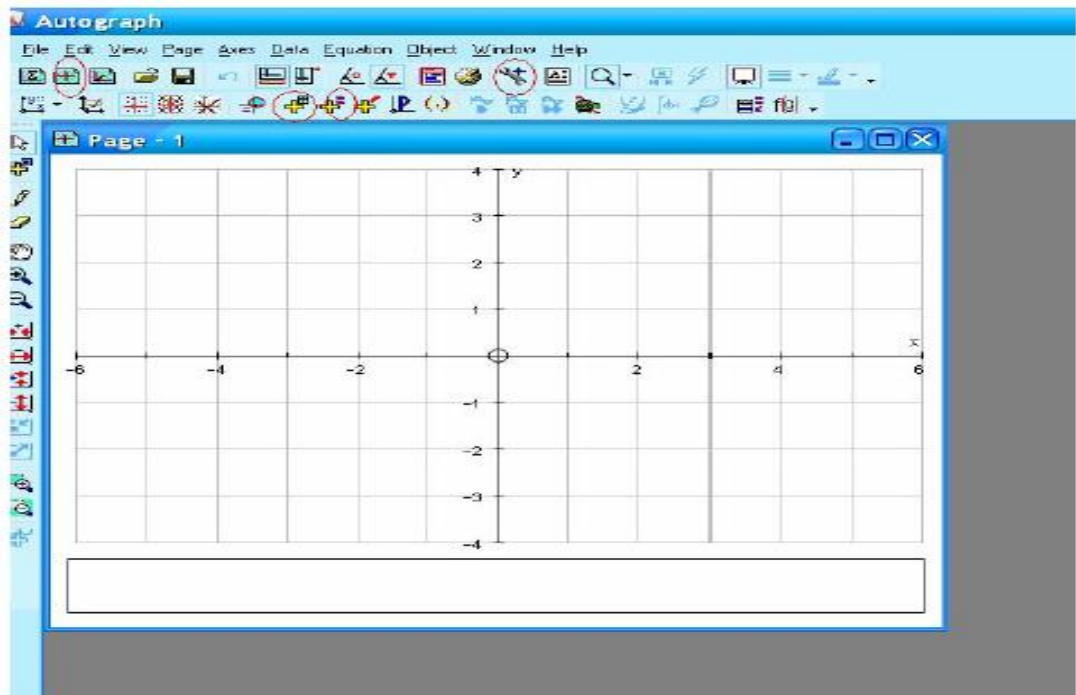 Autograph
File Edit View Page Axes Data Equation Object Window Help
Page - 1
4 y
3
2
1
x
-6 -4 -2 2 4 6
-1
-2
-3
-4